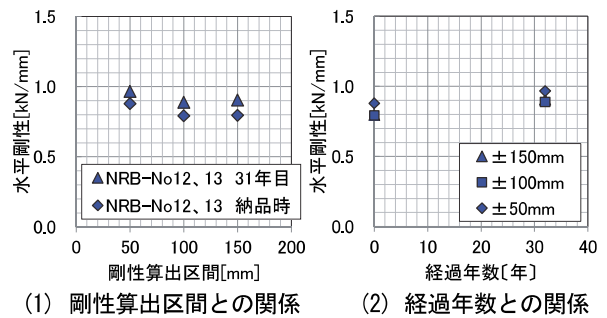 水平剛性[kN/mm]
1.5
1.0
0.5
0.0
▲NRB-No12、13 31年目
◆NRB-No12、13 納品時
0 50 100 150 200
剛性算出区間[mm]
(1) 剛性算出区間との関係
水平剛性[kN/mm]
1.5
1.0
0.5
0.0
▲±150mm
■±100mm
◆±50mm
0 10 20 30 40
経過年数〔年〕
(2) 経過年数との関係